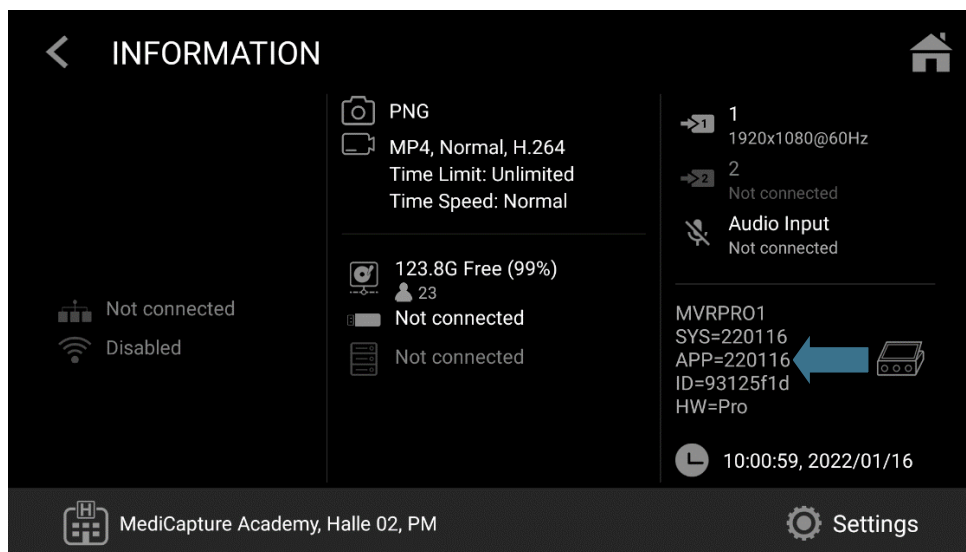 INFORMATION
Not connected
Disabled
PNG
MP4, Normal, H.264
Time Limit: Unlimited
Time Speed: Normal
123.8G Free (99%)
23
Not connected
Not connected
1
1
1920x1080@60Hz
2
2
Not connected
Audio Input
Not connected
MVRPRO1
SYS=220116
APP=220116
ID=93125f1d
HW=Pro
10:00:59, 2022/01/16
H
MediCapture Academy, Halle 02, PM
Settings